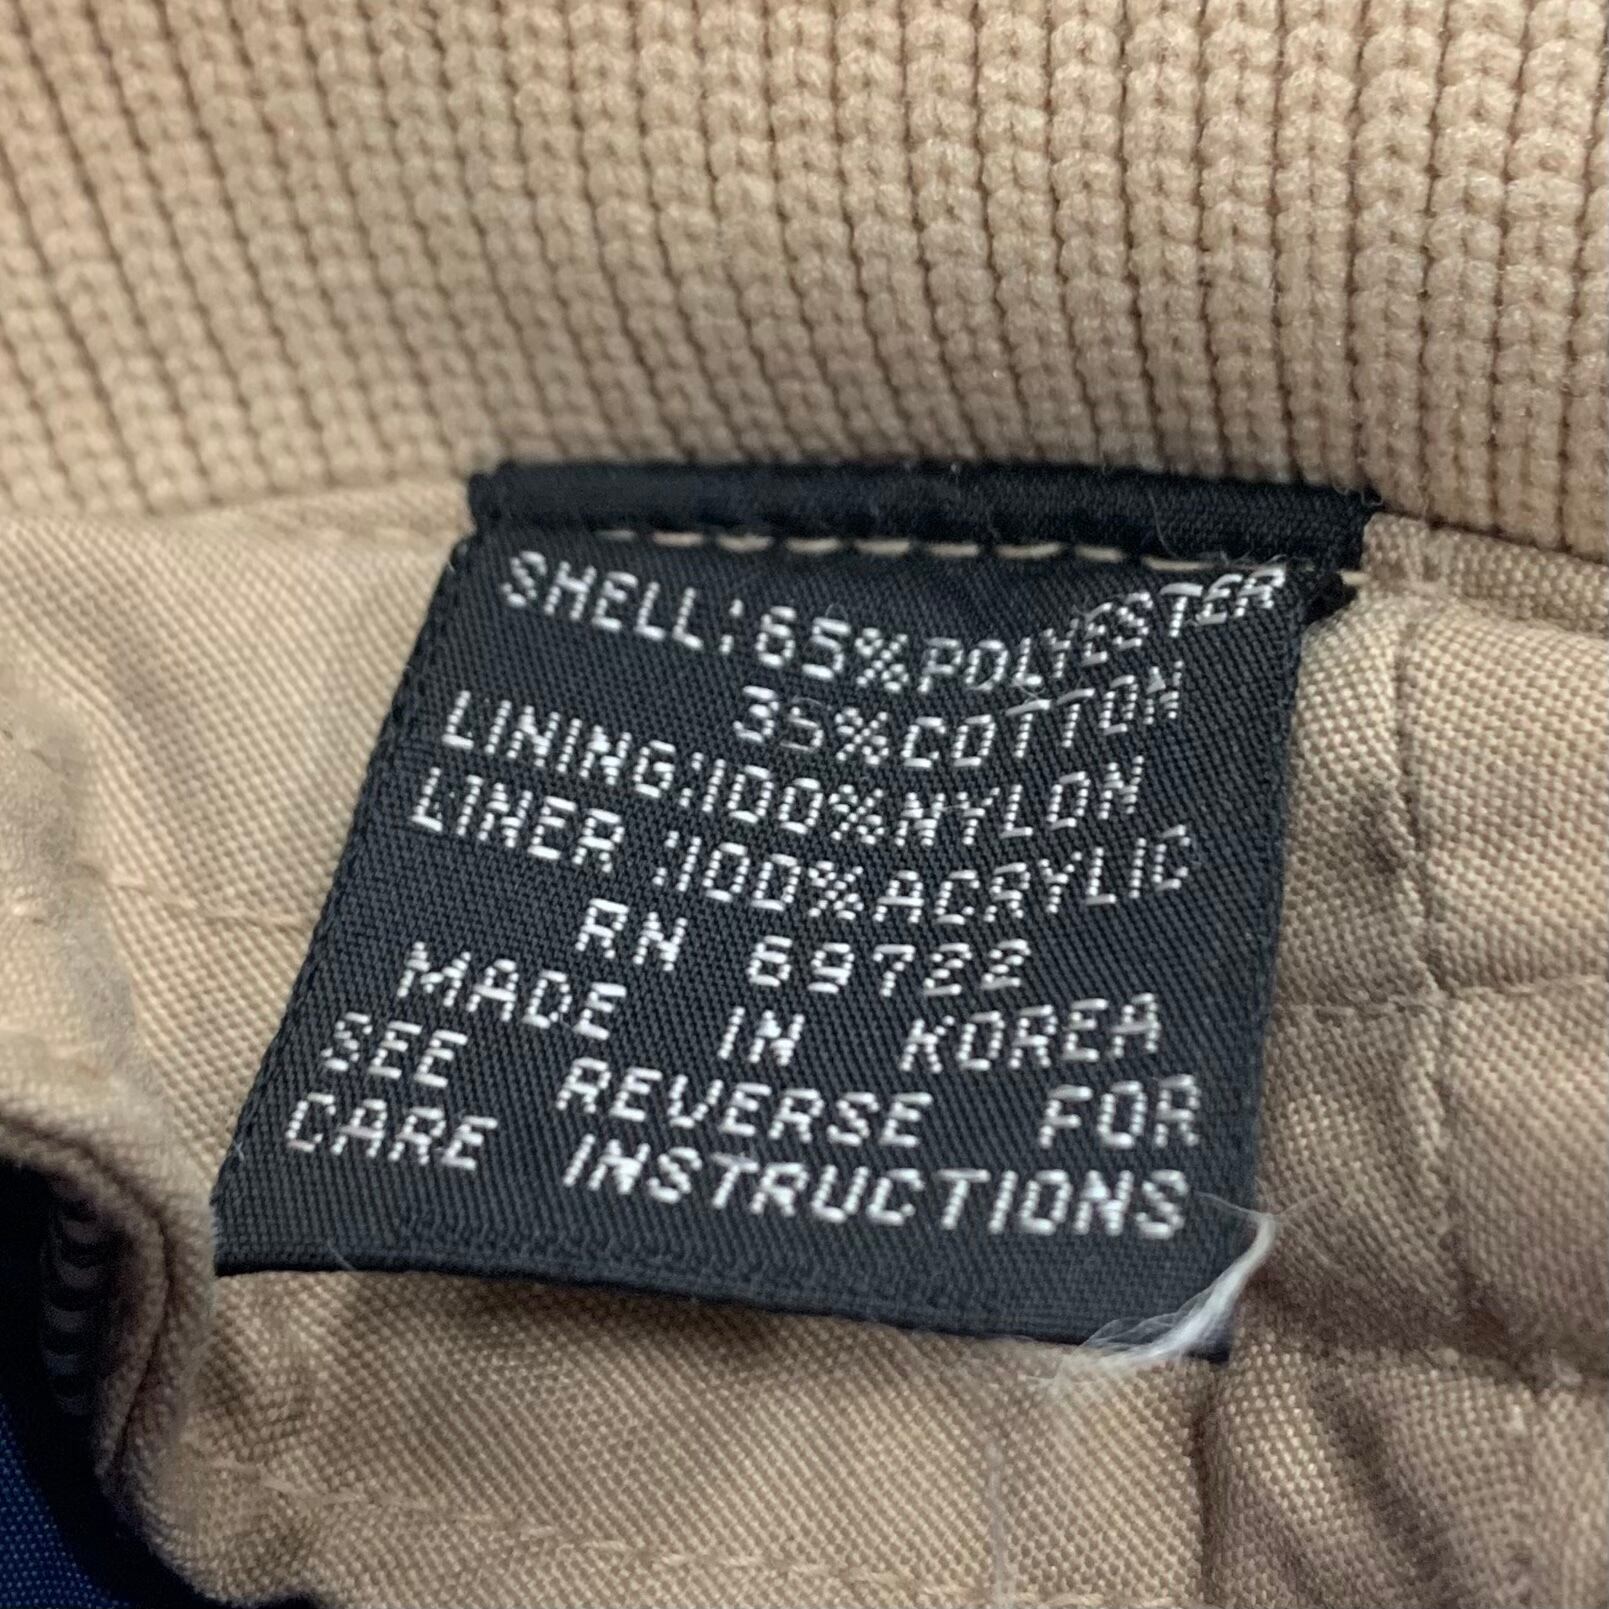 SHELL:65%POLYESTER
35%COTTON
LINING:100%NYLON
LINER:100%ACRYLIC
RN 69722
MADE IN KOREA
SEE REVERSE FOR
CARE INSTRUCTIONS